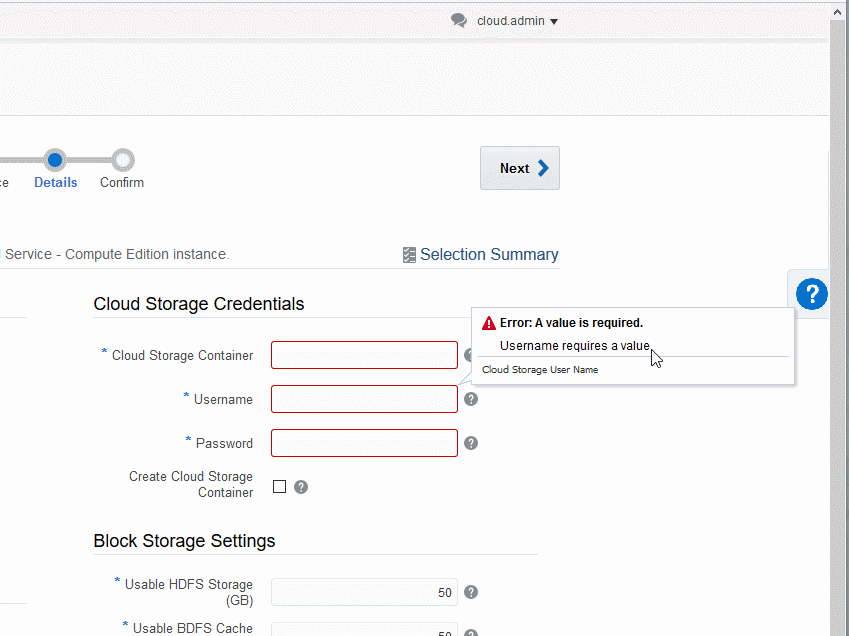 cloud.admin
ce
Details
Confirm
Next
Service - Compute Edition instance.
Selection Summary
?
Cloud Storage Credentials
Error: A value is required.
Username requires a value.
Cloud Storage User Name
* Cloud Storage Container
?
* Username
?
* Password
?
Create Cloud Storage
Container
?
Block Storage Settings
* Usable HDFS Storage
(GB)
50
?
* Usable BDFS Cache
50
?